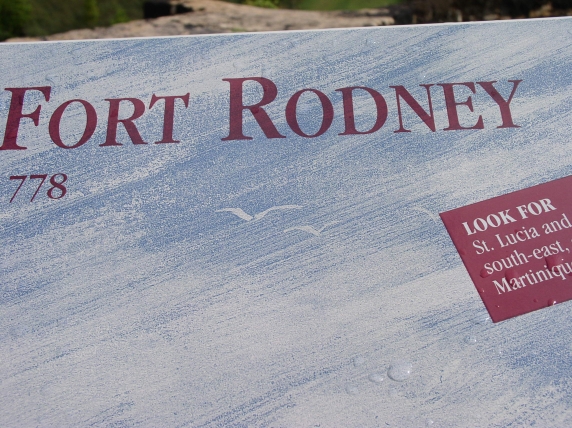 FORT RODNEY
778
LOOK FOR
St. Lucia and
south-east,
Martiniqu